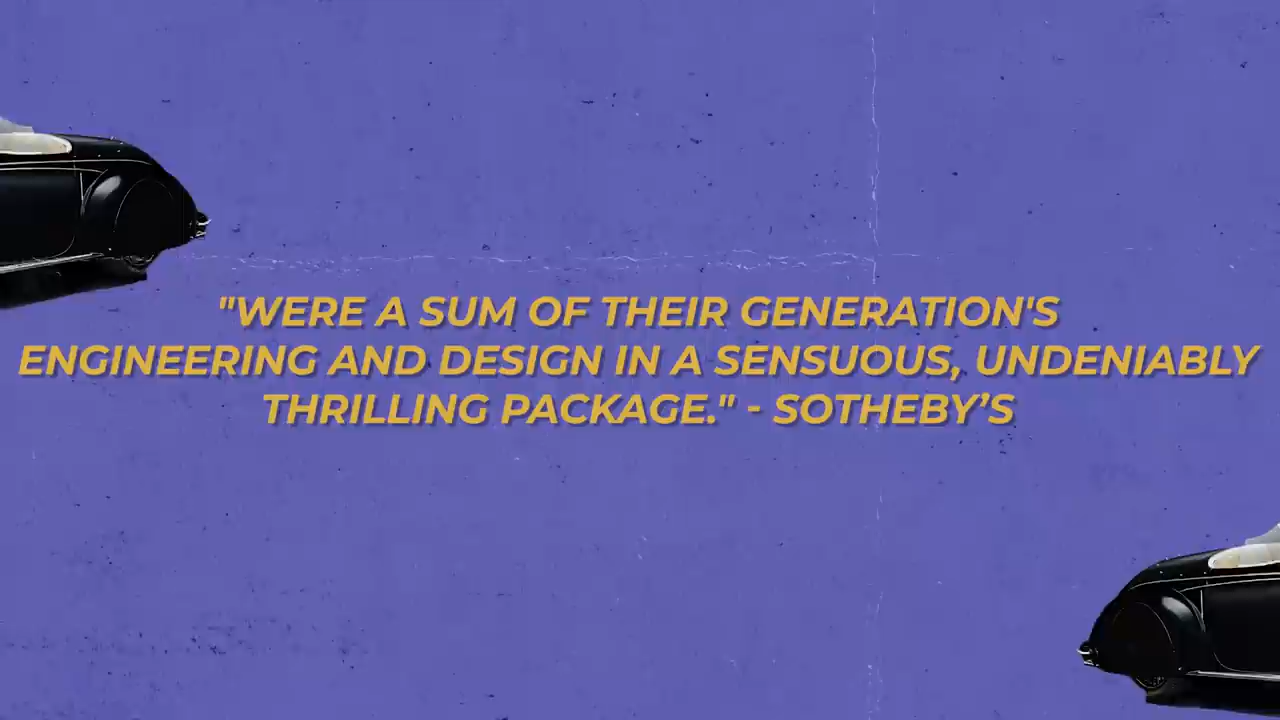 "WERE A SUM OF THEIR GENERATION'S
ENGINEERING AND DESIGN IN A SENSUOUS, UNDENIABLY
THRILLING PACKAGE." - SOTHEBY’S